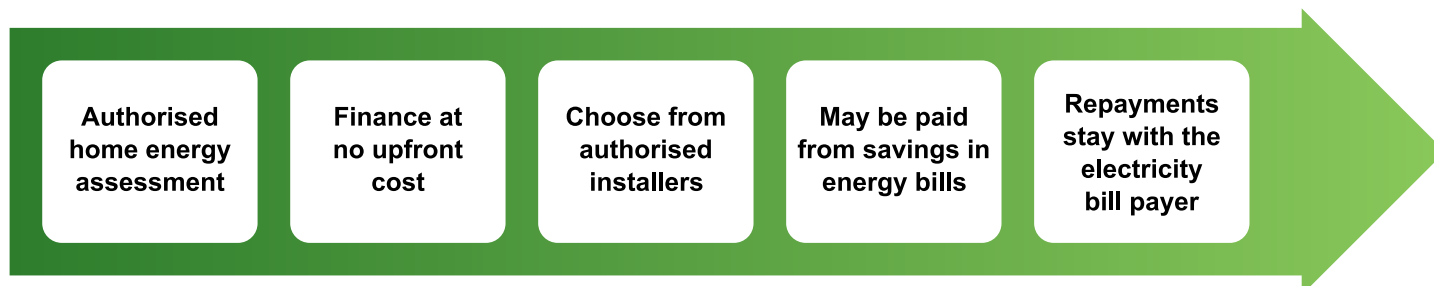 Authorised
home energy
assessment
Finance at
no upfront
cost
Choose from
authorised
installers
May be paid
from savings in
energy bills
Repayments
stay with the
electricity
bill payer